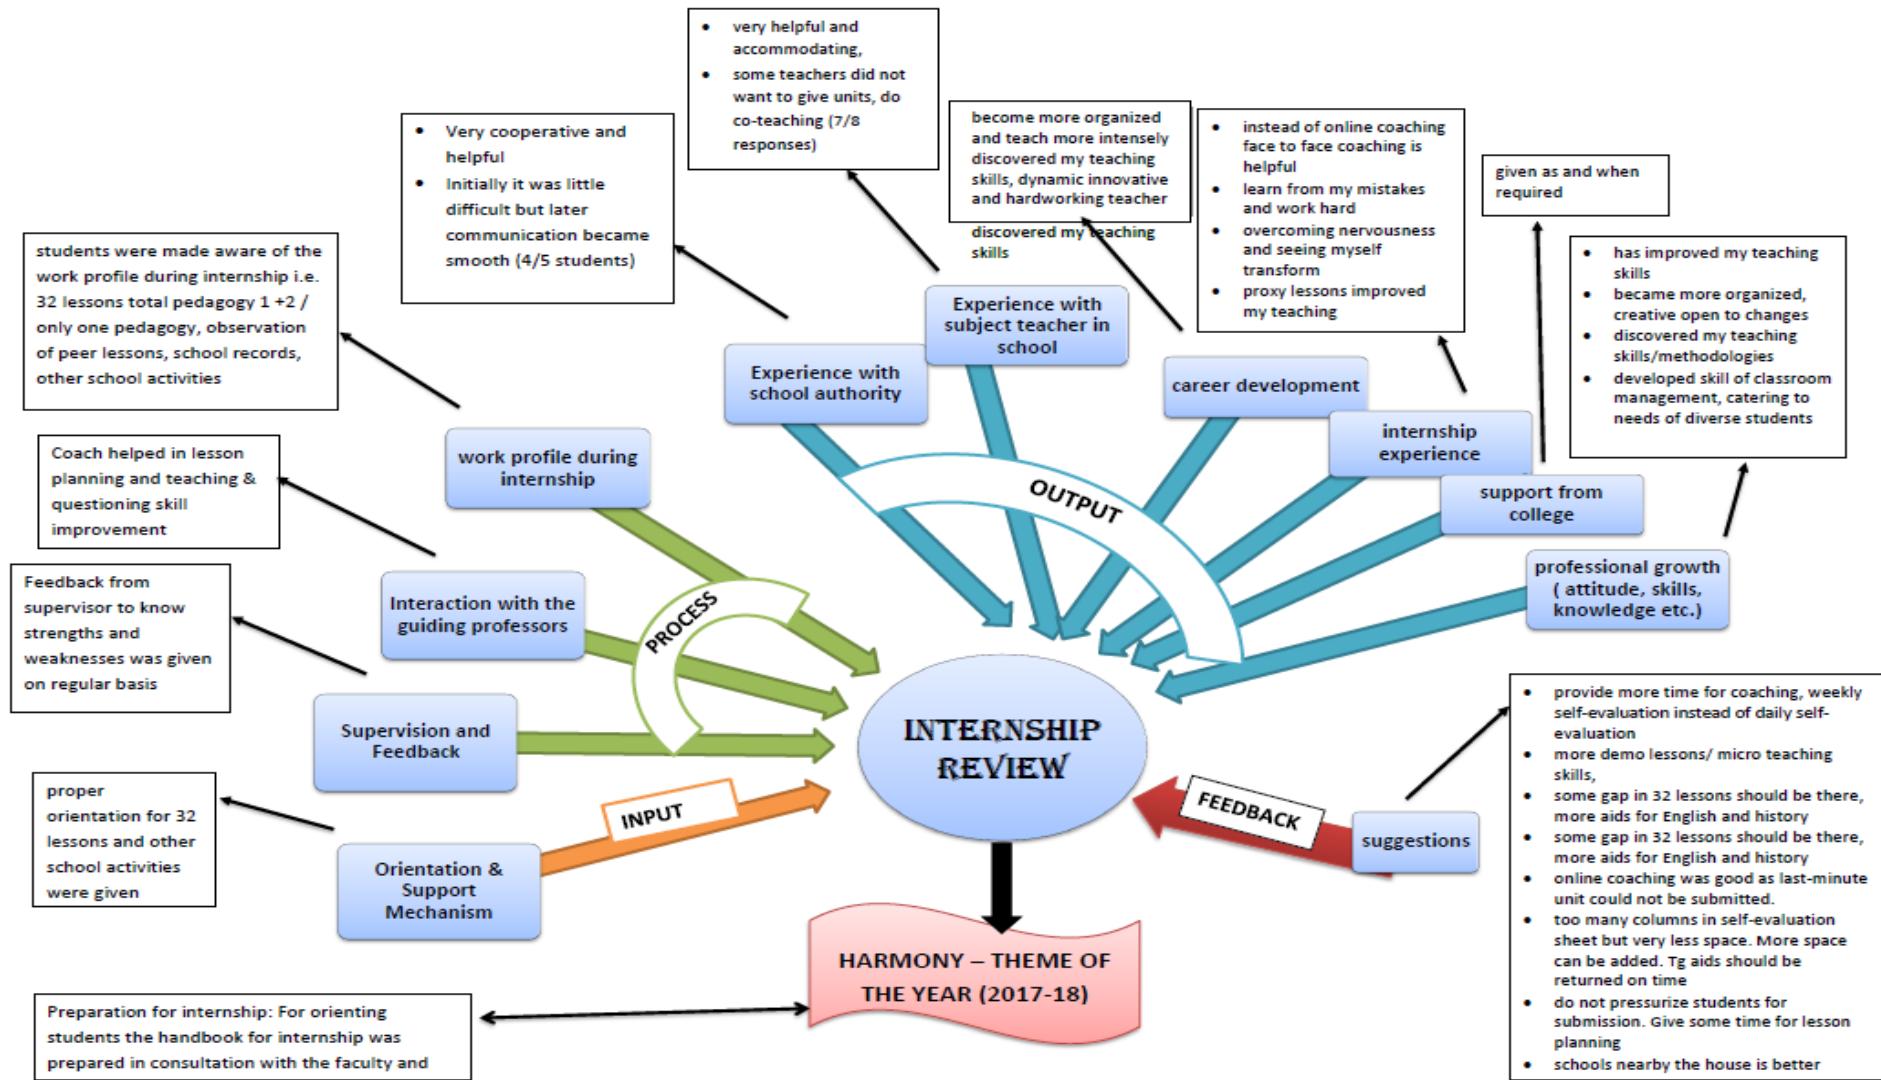 • very helpful and
accommodating,
• some teachers did not
want to give units, do
co-teaching (7/8
responses)
• Very cooperative and
helpful
• Initially it was little
difficult but later
communication became
smooth (4/5 students)
become more organized
and teach more intensely
discovered my teaching
skills, dynamic innovative
and hardworking teacher
discovered my teaching
skills
• instead of online coaching
face to face coaching is
helpful
• learn from my mistakes
and work hard
• overcoming nervousness
and seeing myself
transform
• proxy lessons improved
my teaching
given as and when
required
• has improved my teaching
skills
• became more organized,
creative open to changes
• discovered my teaching
skills/methodologies
• developed skill of classroom
management, catering to
needs of diverse students
students were made aware of the
work profile during internship i.e.
32 lessons total pedagogy 1 +2 /
only one pedagogy, observation
of peer lessons, school records,
other school activities
Coach helped in lesson
planning and teaching &
questioning skill
improvement
Feedback from
supervisor to know
strengths and
weaknesses was given
on regular basis
proper
orientation for 32
lessons and other
school activities
were given
Experience with
school authority
Experience with
subject teacher in
school
career development
internship
experience
support from
college
professional growth
( attitude, skills,
knowledge etc.)
work profile during
internship
Interaction with the
guiding professors
Supervision and
Feedback
Orientation &
Support
Mechanism
OUTPUT
PROCESS
INPUT
FEEDBACK
INTERNSHIP
REVIEW
suggestions
• provide more time for coaching, weekly
self-evaluation instead of daily self-
evaluation
• more demo lessons/ micro teaching
skills,
• some gap in 32 lessons should be there,
more aids for English and history
• some gap in 32 lessons should be there,
more aids for English and history
• online coaching was good as last-minute
unit could not be submitted.
• too many columns in self-evaluation
sheet but very less space. More space
can be added. Tg aids should be
returned on time
• do not pressurize students for
submission. Give some time for lesson
planning
• schools nearby the house is better
HARMONY – THEME OF
THE YEAR (2017-18)
Preparation for internship: For orienting
students the handbook for internship was
prepared in consultation with the faculty and